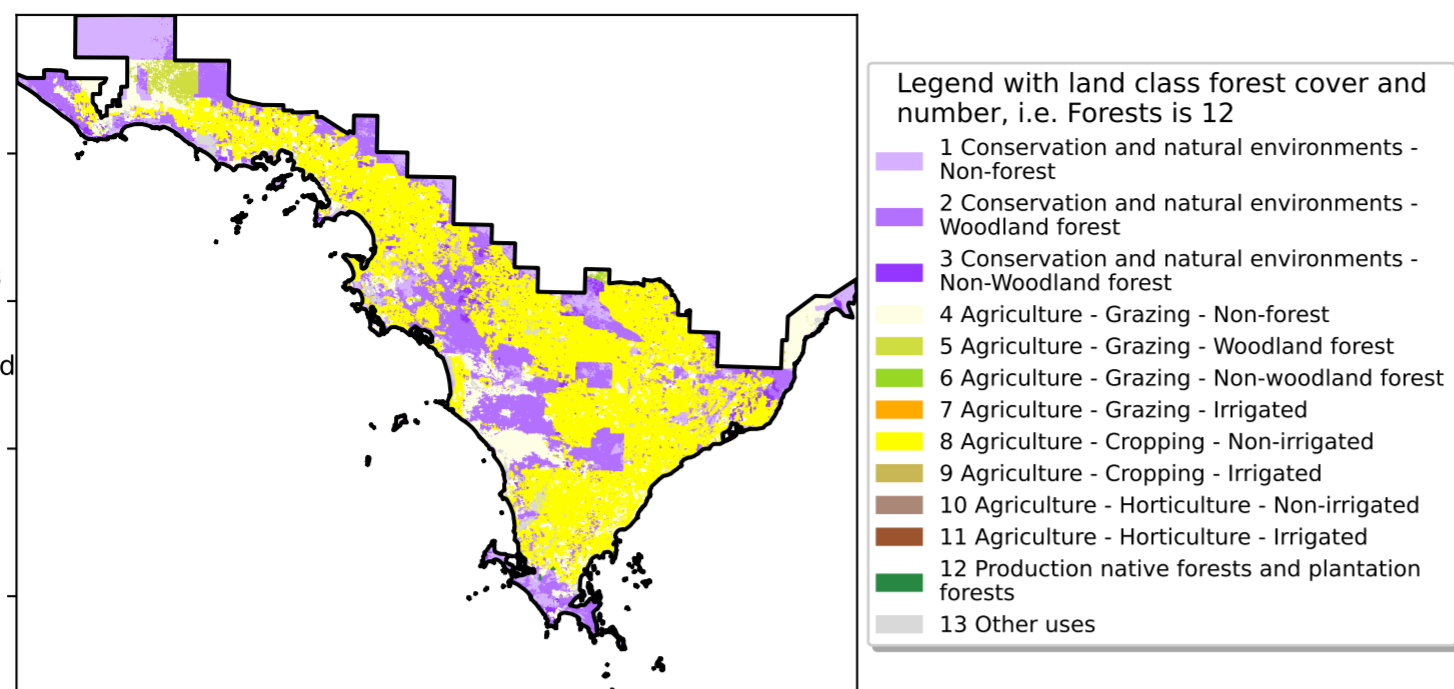 Legend with land class forest cover and
number, i.e. Forests is 12
1 Conservation and natural environments -
Non-forest
2 Conservation and natural environments -
Woodland forest
3 Conservation and natural environments -
Non-Woodland forest
4 Agriculture - Grazing - Non-forest
5 Agriculture - Grazing - Woodland forest
6 Agriculture - Grazing - Non-woodland forest
7 Agriculture - Grazing - Irrigated
8 Agriculture - Cropping - Non-irrigated
9 Agriculture - Cropping - Irrigated
10 Agriculture - Horticulture - Non-irrigated
11 Agriculture - Horticulture - Irrigated
12 Production native forests and plantation
forests
13 Other uses